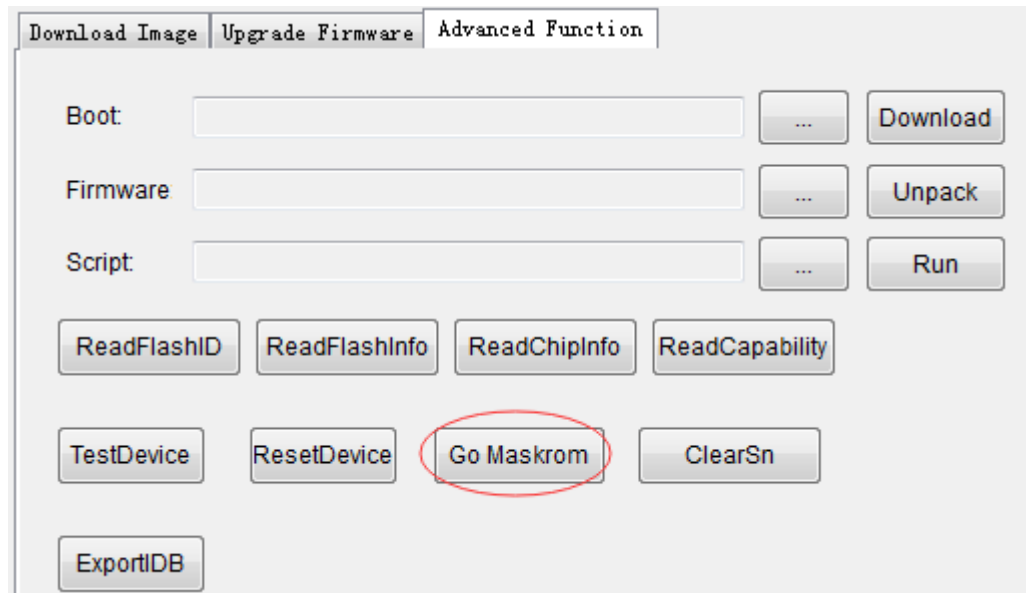 Download Image Upgrade Firmware Advanced Function
Boot: ... Download
Firmware: ... Unpack
Script: ... Run
ReadFlashID ReadFlashInfo ReadChipInfo ReadCapability
TestDevice ResetDevice Go Maskrom ClearSn
ExportIDB